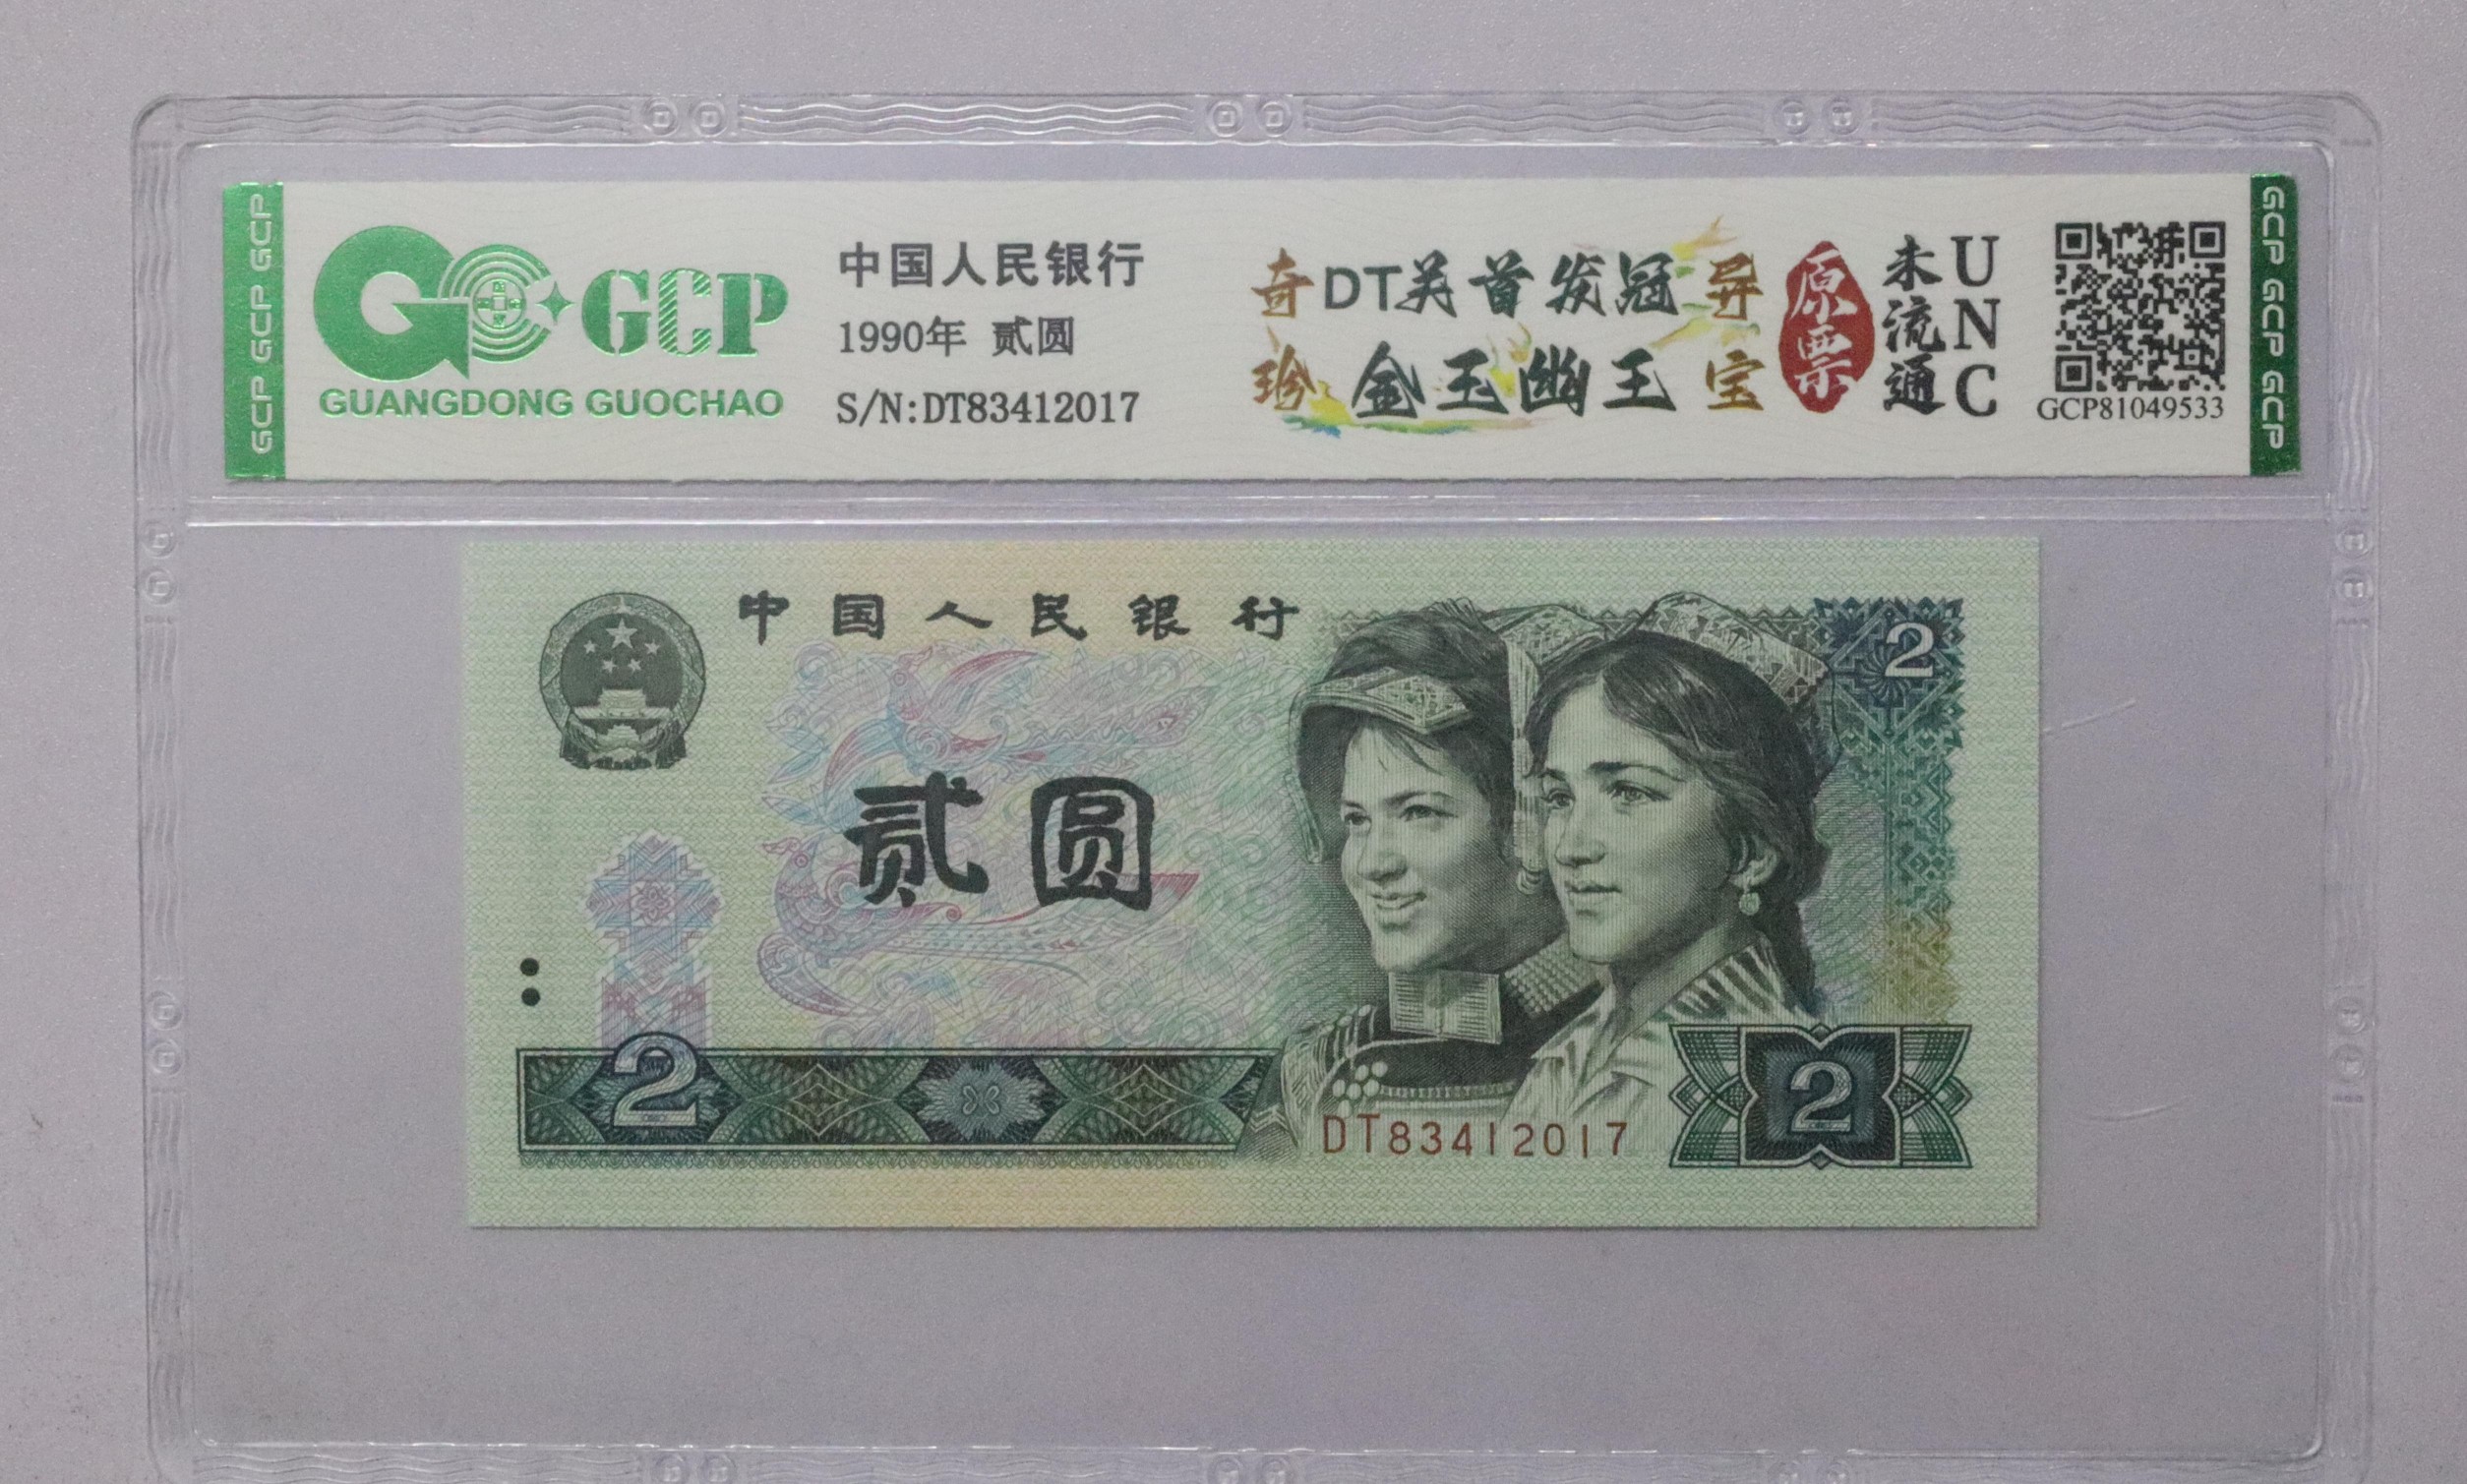 GCP GCP GCP
GCP
GUANGDONG GUOCHAO
中国人民银行
1990年 贰圆
S/N:DT83412017
奇 DT关首发冠 异
珍 金玉幽王 宝
原票
未流通
UNC
GCP81049533
GCP GCP GCP GCP
中国人民银行
2
贰圆
2
2
DT83412017